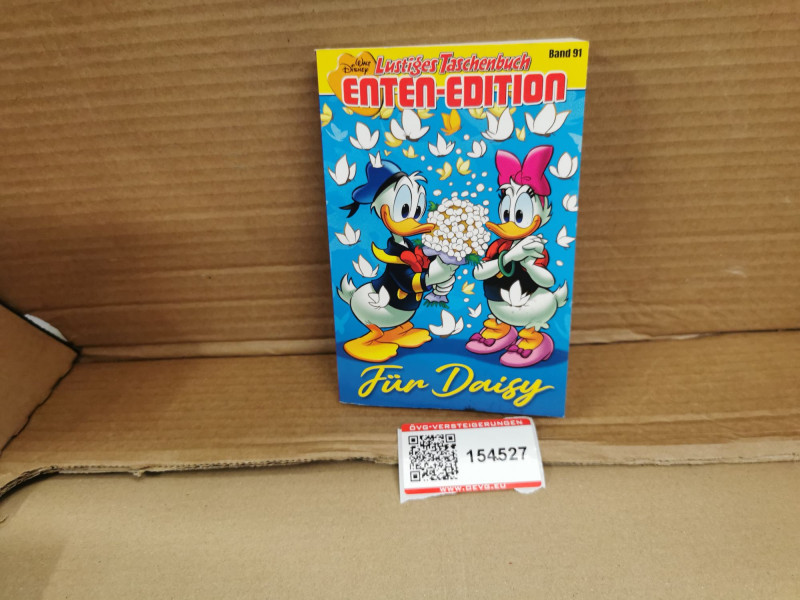 Band 91
Walt Disney
Lustiges Taschenbuch
ENTEN-EDITION
Für Daisy
ÖVG-VERSTEIGERUNGEN
154527
WWW.OEVG.EU